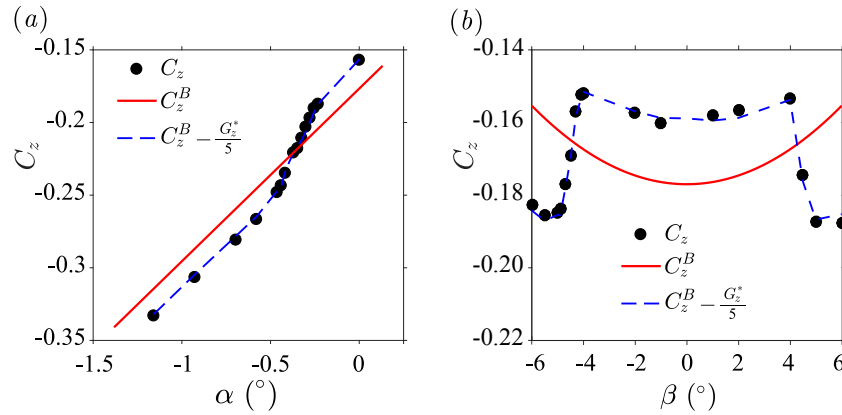 (a)
-0.15
-0.2
-0.25
-0.3
-0.35
C_z
C_z
C_z^B
C_z^B - \frac{G_z^*}{5}
-1.5 -1 -0.5 0
α (°)
(b)
-0.14
-0.16
-0.18
-0.20
-0.22
C_z
C_z
C_z^B
C_z^B - \frac{G_z^*}{5}
-6 -4 -2 0 2 4 6
β (°)